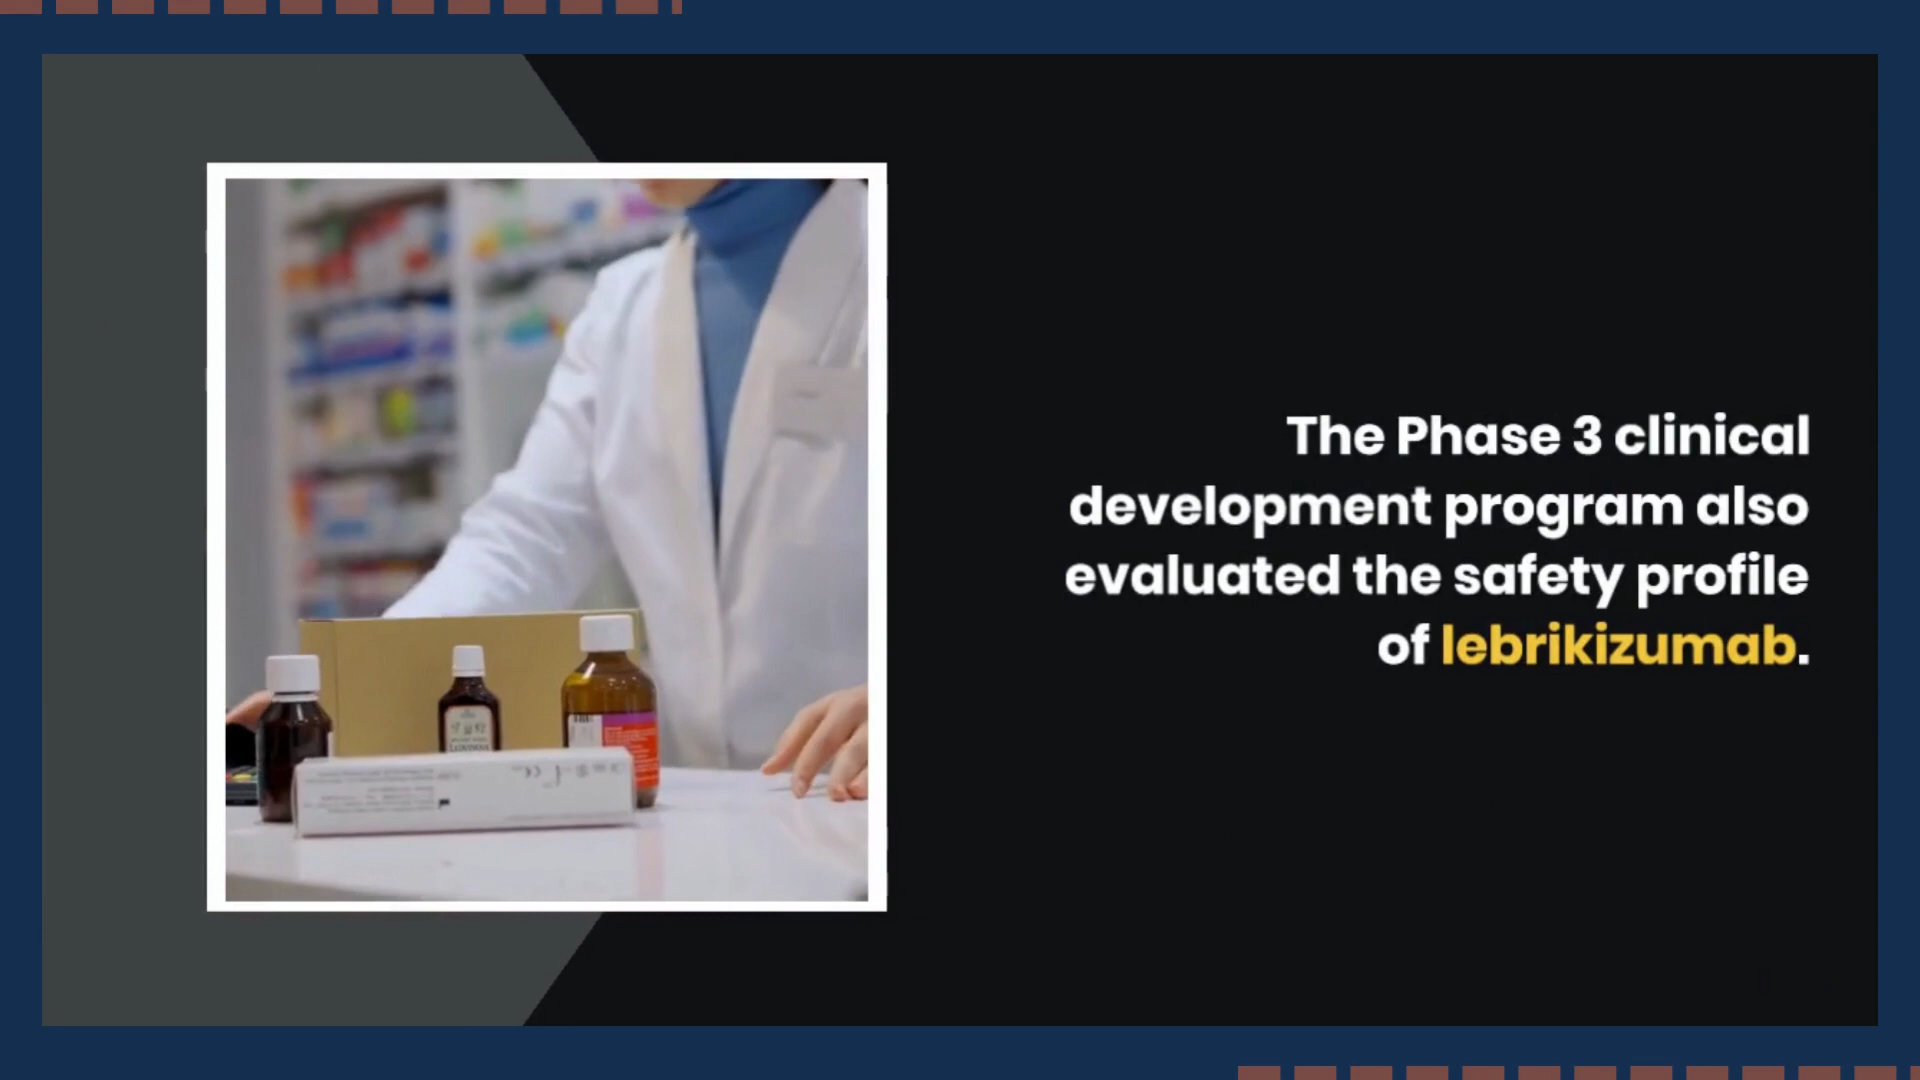 The Phase 3 clinical
development program also
evaluated the safety profile
of lebrikizumab.